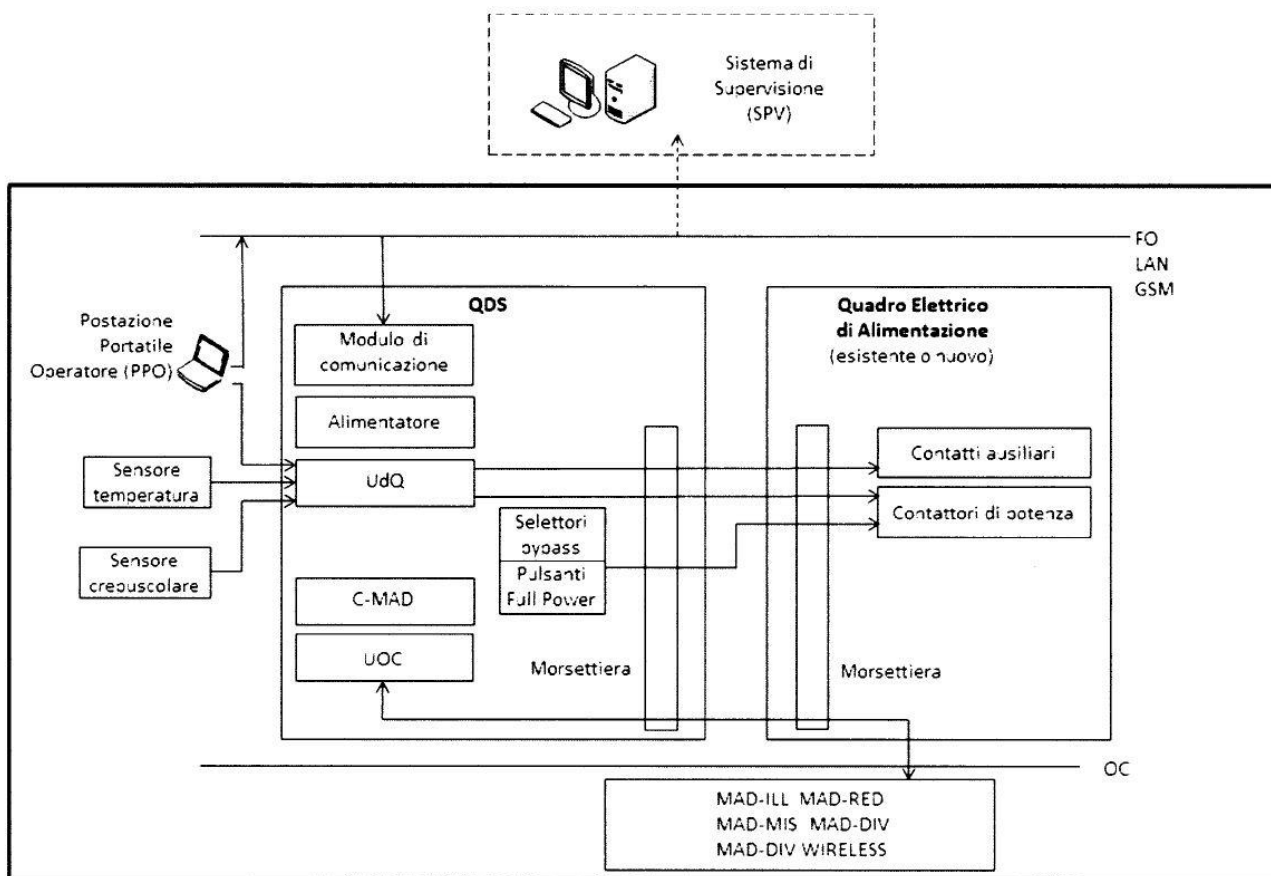 Sistema di
Supervisione
(SPV)
FO
LAN
GSM
QDS
Quadro Elettrico
di Alimentazione
(esistente o nuovo)
Postazione
Portatile
Operatore (PPO)
Modulo di
comunicazione
Alimentatore
Sensore
temperatura
UdQ
Contatti ausiliari
Contattori di potenza
Selettori
bypass
Pulsanti
Full Power
Sensore
crepuscolare
C-MAD
UOC
Morsettiera
Morsettiera
OC
MAD-ILL MAD-RED
MAD-MIS MAD-DIV
MAD-DIV WIRELESS